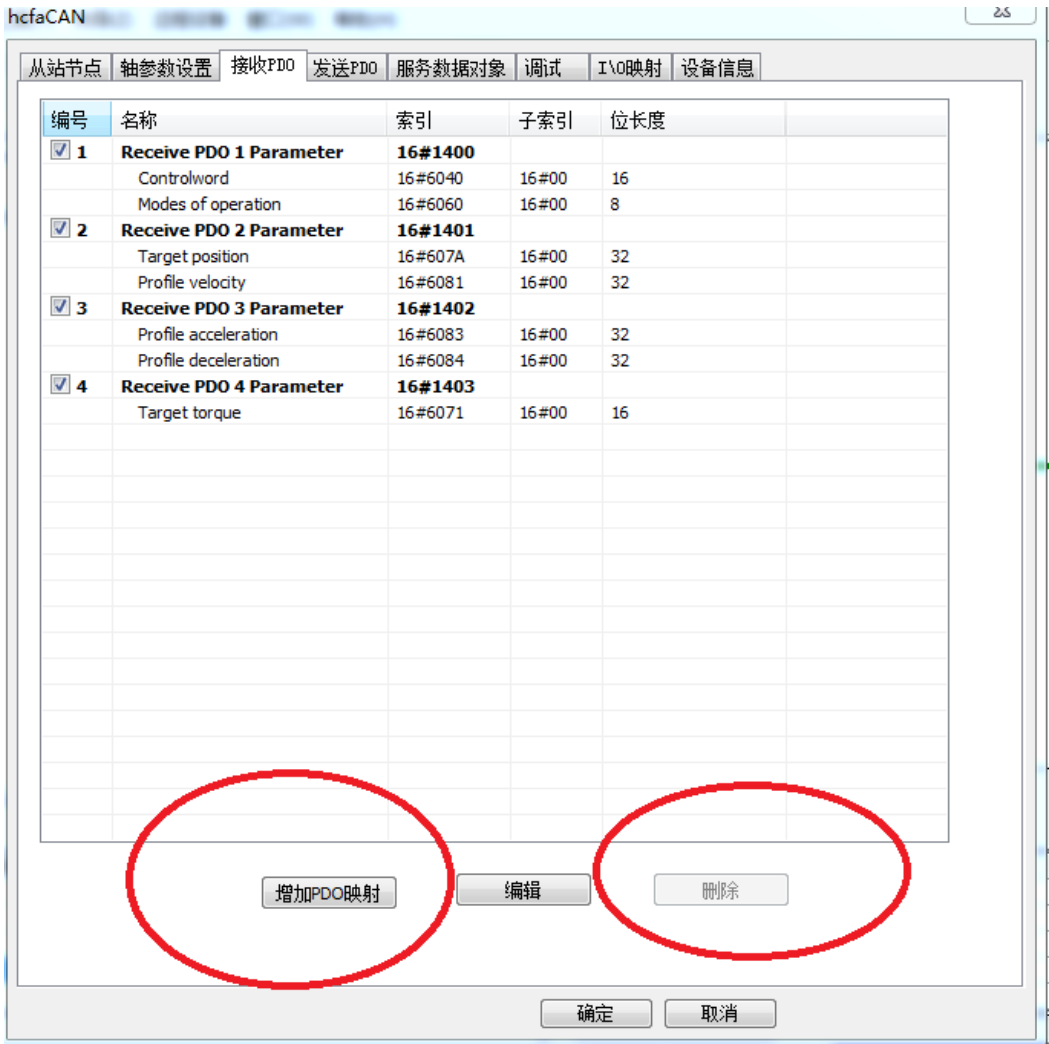 hcfaCAN
从站节点 轴参数设置 接收PDO 发送PDO 服务数据对象 调试 I\O映射 设备信息
编号 名称 索引 子索引 位长度
1 Receive PDO 1 Parameter 16#1400
Controlword 16#6040 16#00 16
Modes of operation 16#6060 16#00 8
2 Receive PDO 2 Parameter 16#1401
Target position 16#607A 16#00 32
Profile velocity 16#6081 16#00 32
3 Receive PDO 3 Parameter 16#1402
Profile acceleration 16#6083 16#00 32
Profile deceleration 16#6084 16#00 32
4 Receive PDO 4 Parameter 16#1403
Target torque 16#6071 16#00 16
增加PDO映射 编辑 删除
确定 取消